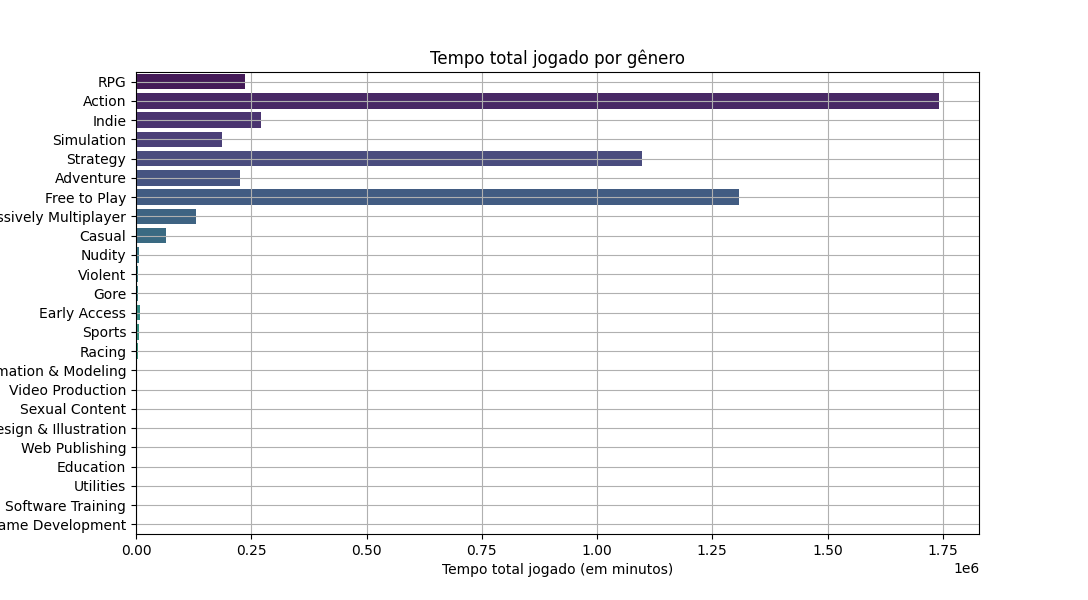 Tempo total jogado por gênero
RPG
Action
Indie
Simulation
Strategy
Adventure
Free to Play
ssively Multiplayer
Casual
Nudity
Violent
Gore
Early Access
Sports
Racing
mation & Modeling
Video Production
Sexual Content
esign & Illustration
Web Publishing
Education
Utilities
Software Training
ame Development
0.00 0.25 0.50 0.75 1.00 1.25 1.50 1.75
1e6
Tempo total jogado (em minutos)